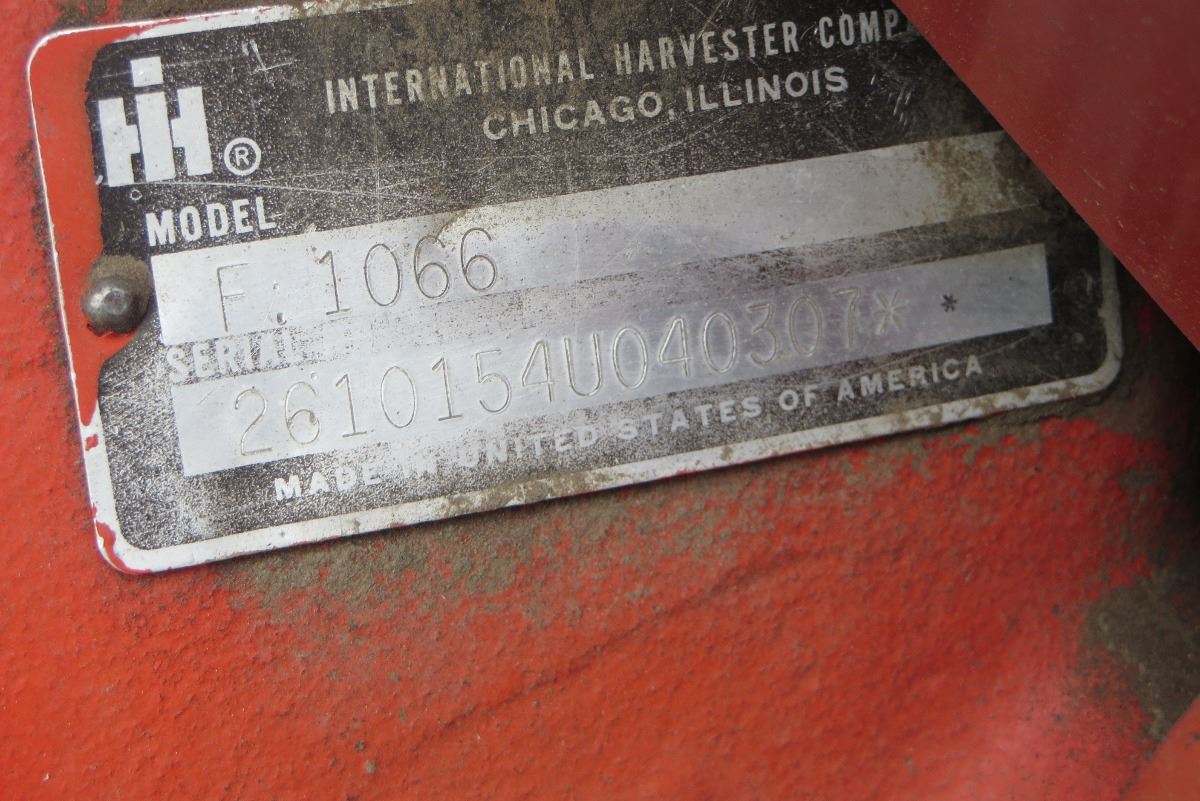 IH ®
INTERNATIONAL HARVESTER COMP
CHICAGO, ILLINOIS
MODEL
F. 1066
SERIAL
2610154U040307* *
MADE IN UNITED STATES OF AMERICA